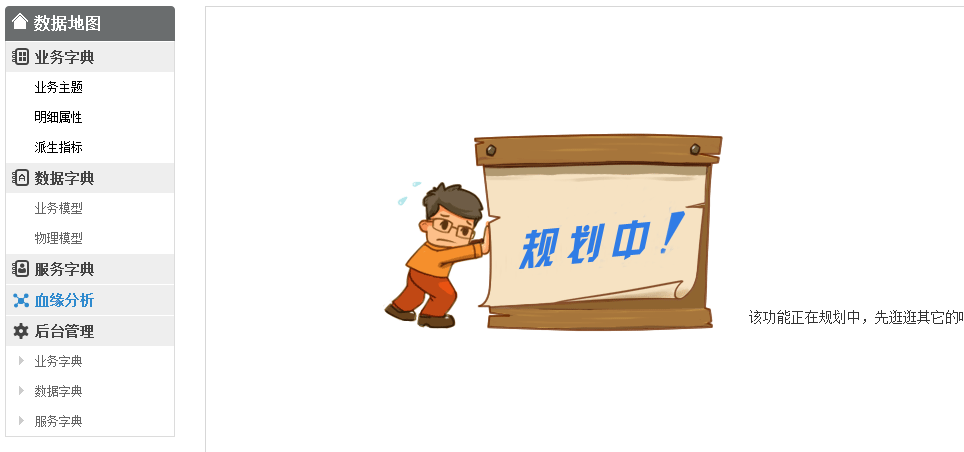 数据地图
业务字典
业务主题
明细属性
派生指标
数据字典
业务模型
物理模型
服务字典
血缘分析
后台管理
业务字典
数据字典
服务字典
规划中！
该功能正在规划中，先逛逛其它的